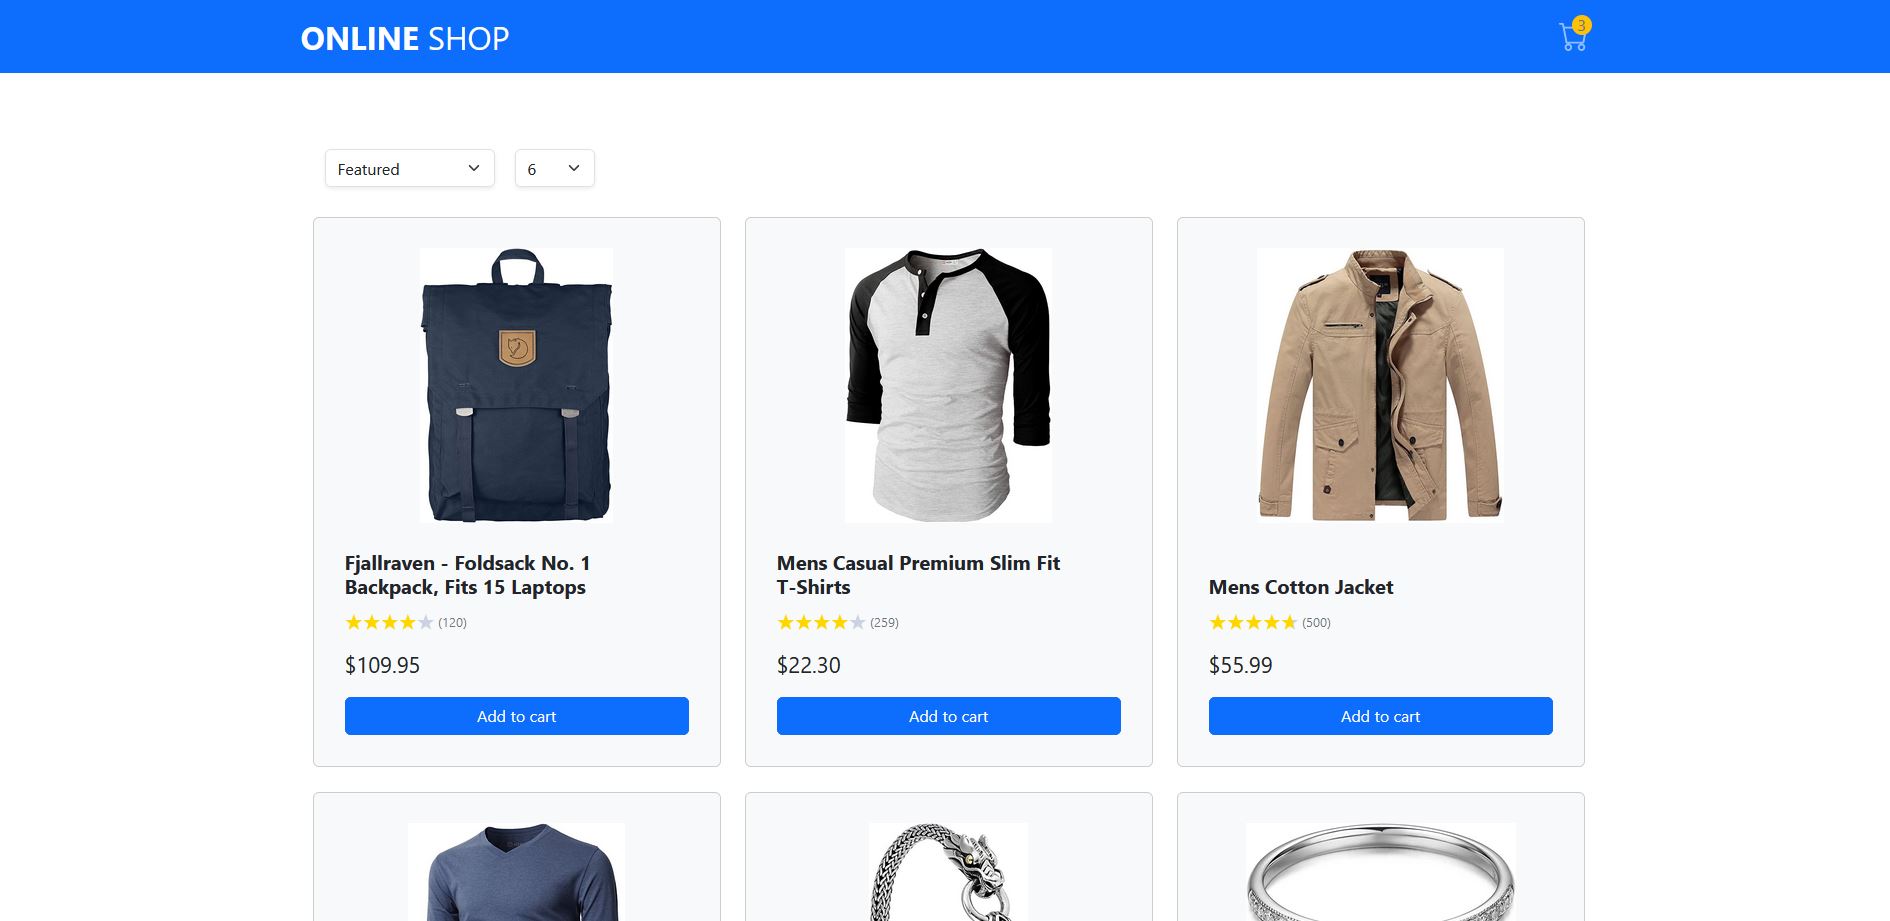 ONLINE SHOP
3
Featured
6
Fjallraven - Foldsack No. 1
Backpack, Fits 15 Laptops
(120)
$109.95
Add to cart
Mens Casual Premium Slim Fit
T-Shirts
(259)
$22.30
Add to cart
Mens Cotton Jacket
(500)
$55.99
Add to cart